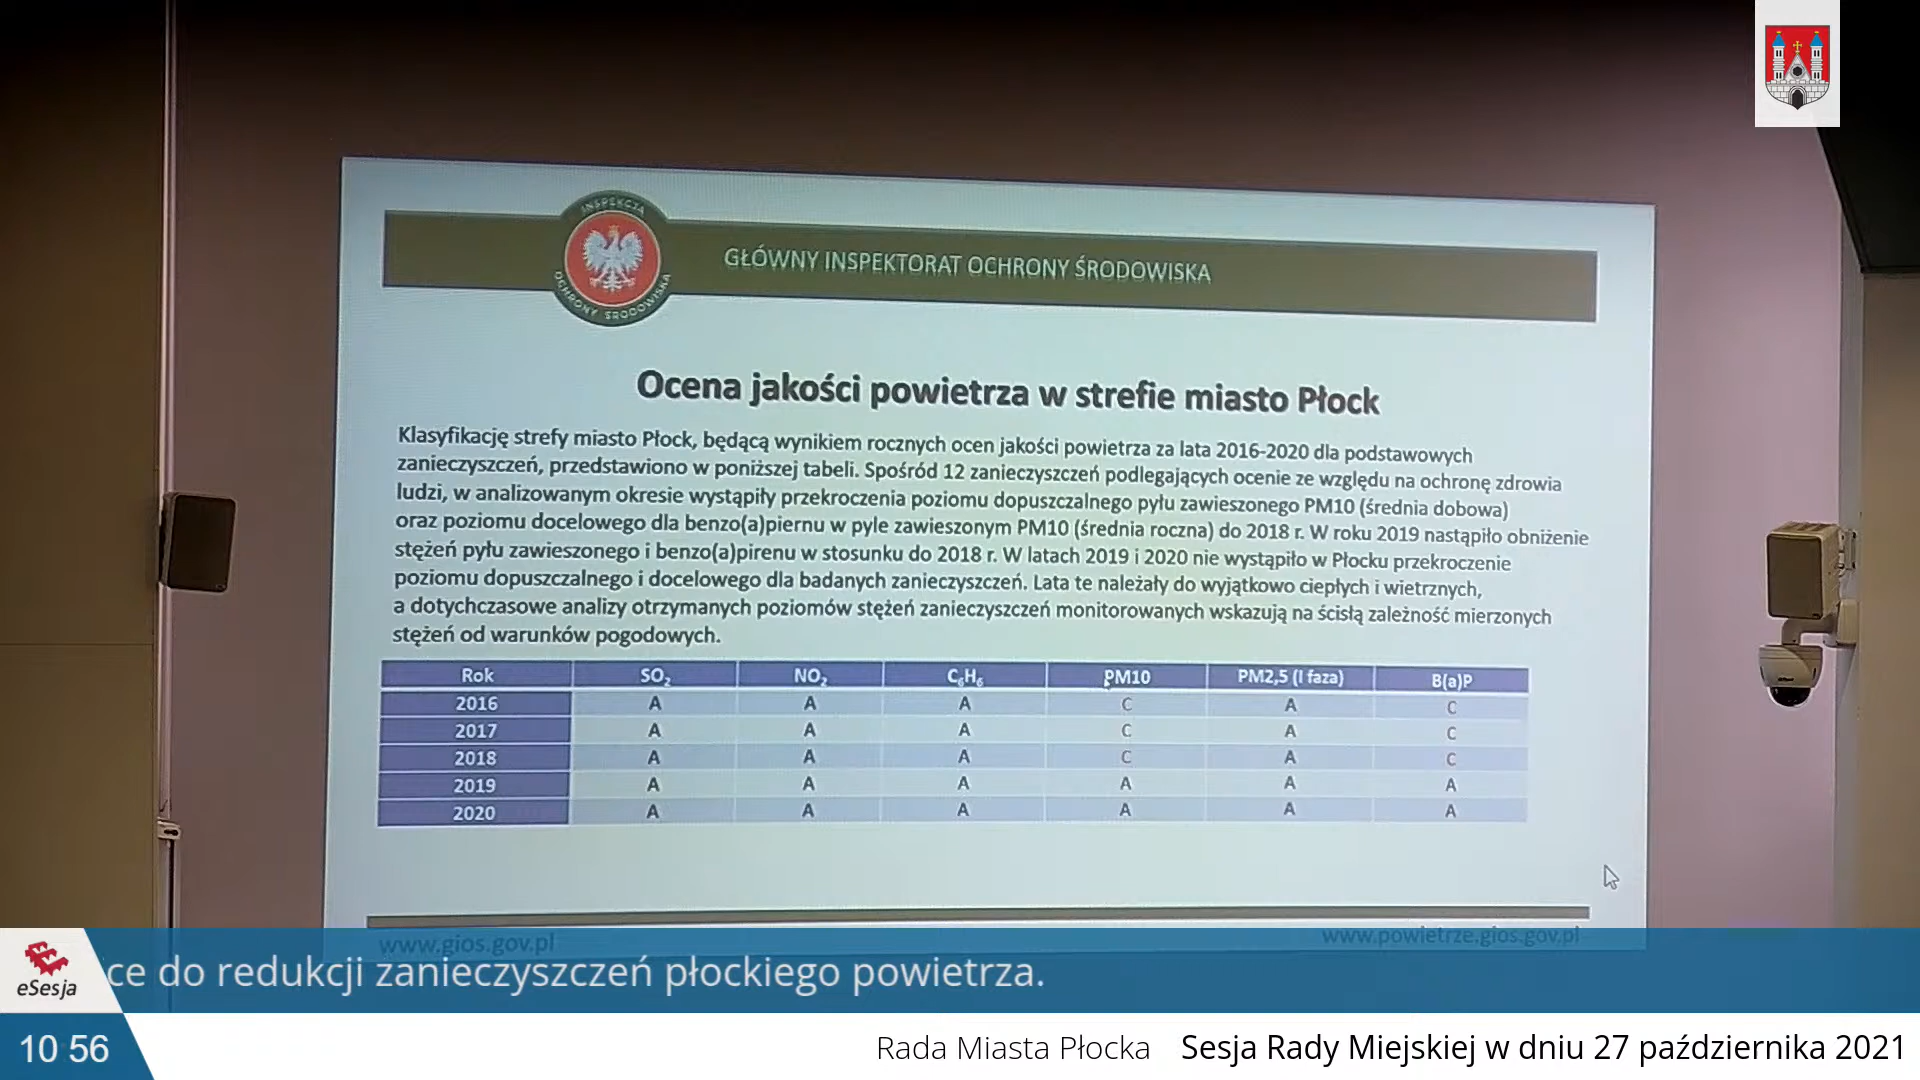 INSPEKCJA
OCHRONY ŚRODOWISKA
GŁÓWNY INSPEKTORAT OCHRONY ŚRODOWISKA
Ocena jakości powietrza w strefie miasto Płock
Klasyfikację strefy miasto Płock, będącą wynikiem rocznych ocen jakości powietrza za lata 2016-2020 dla podstawowych
zanieczyszczeń, przedstawiono w poniższej tabeli. Spośród 12 zanieczyszczeń podlegających ocenie ze względu na ochronę zdrowia
ludzi, w analizowanym okresie wystąpiły przekroczenia poziomu dopuszczalnego pyłu zawieszonego PM10 (średnia dobowa)
oraz poziomu docelowego dla benzo(a)piernu w pyle zawieszonym PM10 (średnia roczna) do 2018 r. W roku 2019 nastąpiło obniżenie
stężeń pyłu zawieszonego i benzo(a)pirenu w stosunku do 2018 r. W latach 2019 i 2020 nie wystąpiło w Płocku przekroczenie
poziomu dopuszczalnego i docelowego dla badanych zanieczyszczeń. Lata te należały do wyjątkowo ciepłych i wietrznych,
a dotychczasowe analizy otrzymanych poziomów stężeń zanieczyszczeń monitorowanych wskazują na ścisłą zależność mierzonych
stężeń od warunków pogodowych.
Rok SO₂ NO₂ C₆H₆ PM10 PM2,5 (I faza) B(a)P
2016 A A A C A C
2017 A A A C A C
2018 A A A C A C
2019 A A A A A A
2020 A A A A A A
www.gios.gov.pl www.powietrze.gios.gov.pl
eSesja
ce do redukcji zanieczyszczeń płockiego powietrza.
10 56
Rada Miasta Płocka Sesja Rady Miejskiej w dniu 27 października 2021